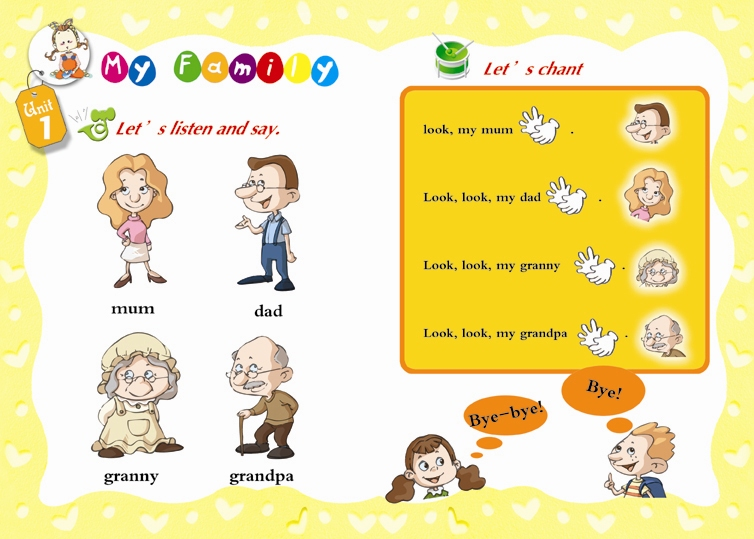 My Family
Unit
1
Let's listen and say.
mum
dad
granny
grandpa
Let's chant
look, my mum .
Look, look, my dad .
Look, look, my granny .
Look, look, my grandpa .
Bye-bye!
Bye!